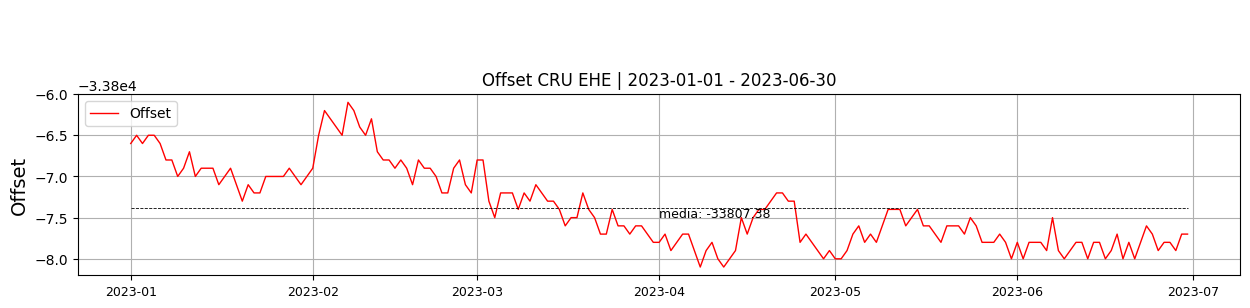 Offset CRU EHE | 2023-01-01 - 2023-06-30
−3.38e4
−6.0
−6.5
−7.0
−7.5
−8.0
Offset
Offset
media: -33807.38
2023-01 2023-02 2023-03 2023-04 2023-05 2023-06 2023-07